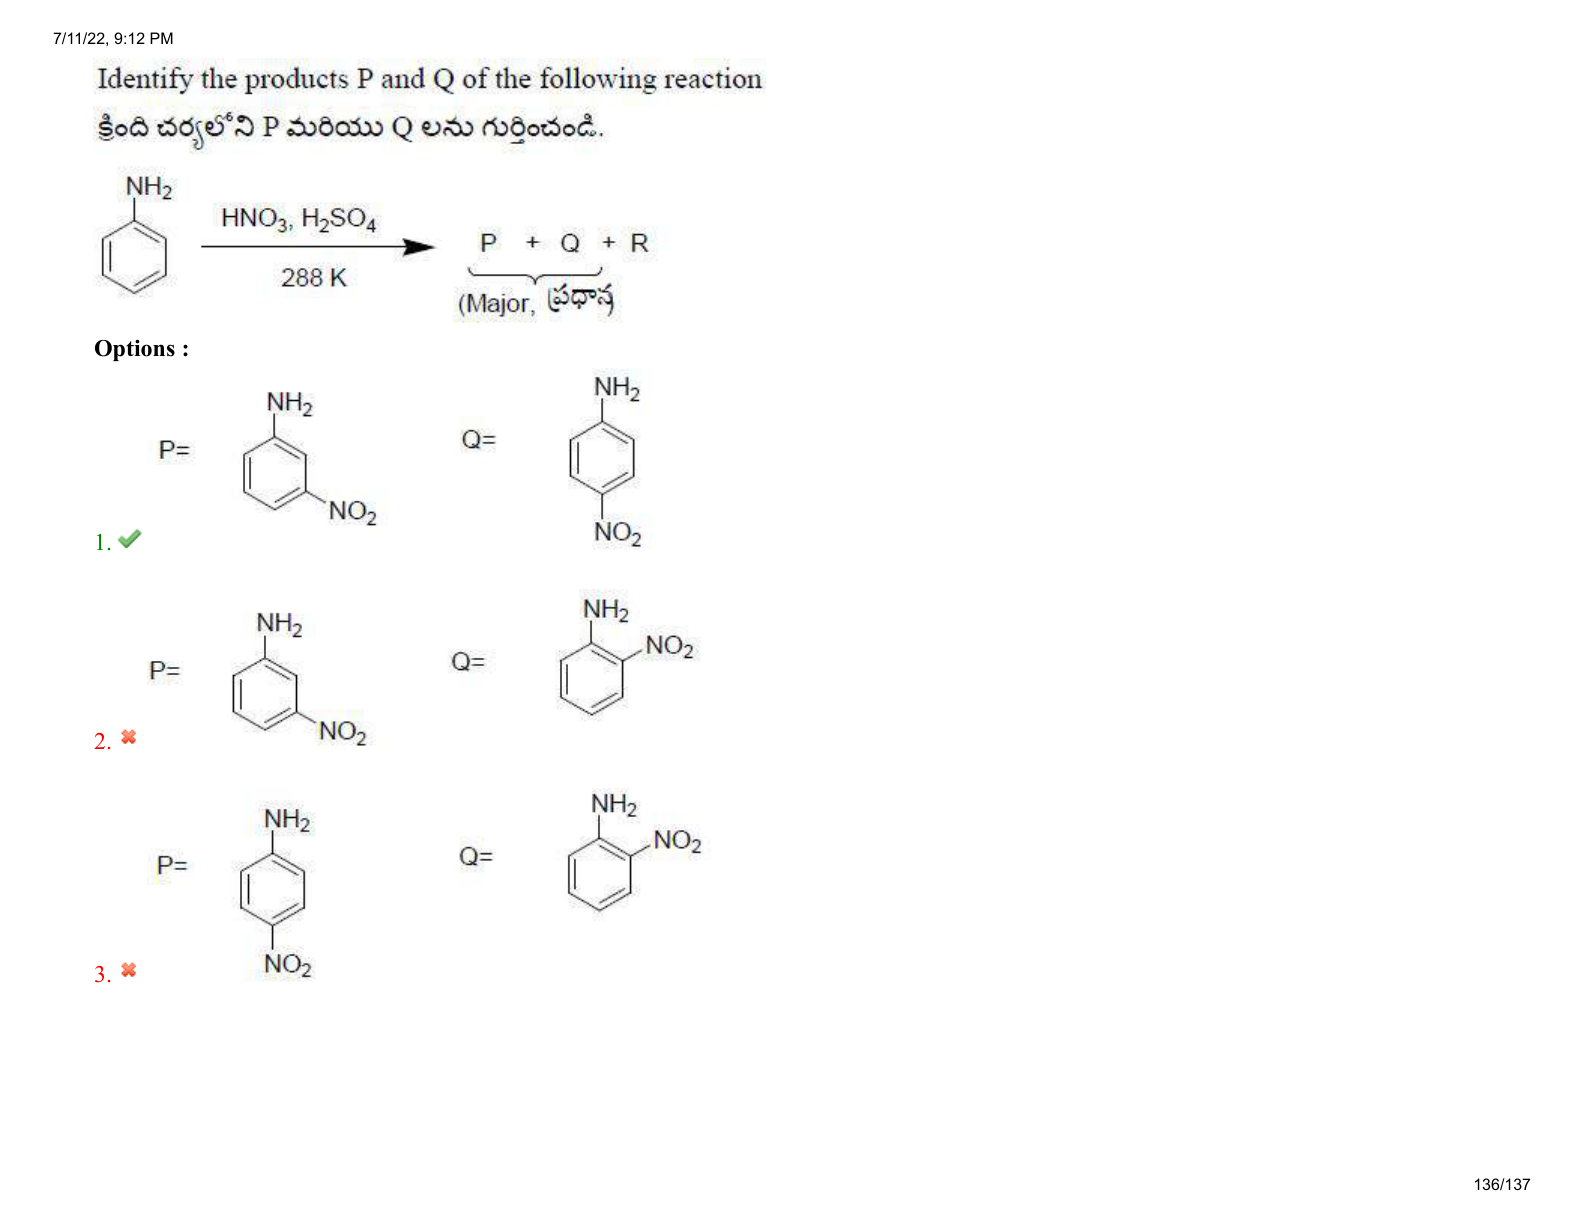 7/11/22, 9:12 PM
Identify the products P and Q of the following reaction
క్రింది చర్యలోని P మరియు Q లను గుర్తించండి.
NH2
HNO3, H2SO4
288 K
P + Q + R
(Major, ప్రధాన)
Options :
P=
NH2
NO2
Q=
NH2
NO2
1.
P=
NH2
NO2
Q=
NH2
NO2
2.
P=
NH2
NO2
Q=
NH2
NO2
3.
136/137